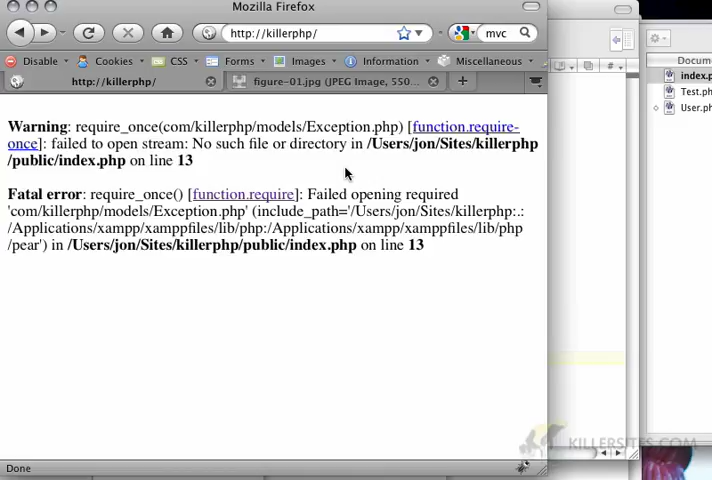 Mozilla Firefox
http://killerphp/
mvc
Disable
Cookies
CSS
Forms
Images
Information
Miscellaneous
http://killerphp/
figure-01.jpg (JPEG Image, 550...
Warning: require_once(com/killerphp/models/Exception.php) [function.require-
once]: failed to open stream: No such file or directory in /Users/jon/Sites/killerphp
/public/index.php on line 13
Fatal error: require_once() [function.require]: Failed opening required
'com/killerphp/models/Exception.php' (include_path='/Users/jon/Sites/killerphp:.:
/Applications/xampp/xamppfiles/lib/php:/Applications/xampp/xamppfiles/lib/php
/pear') in /Users/jon/Sites/killerphp/public/index.php on line 13
Done
#
Docum
index.p
Test.ph
User.ph
KILLERSITES.COM